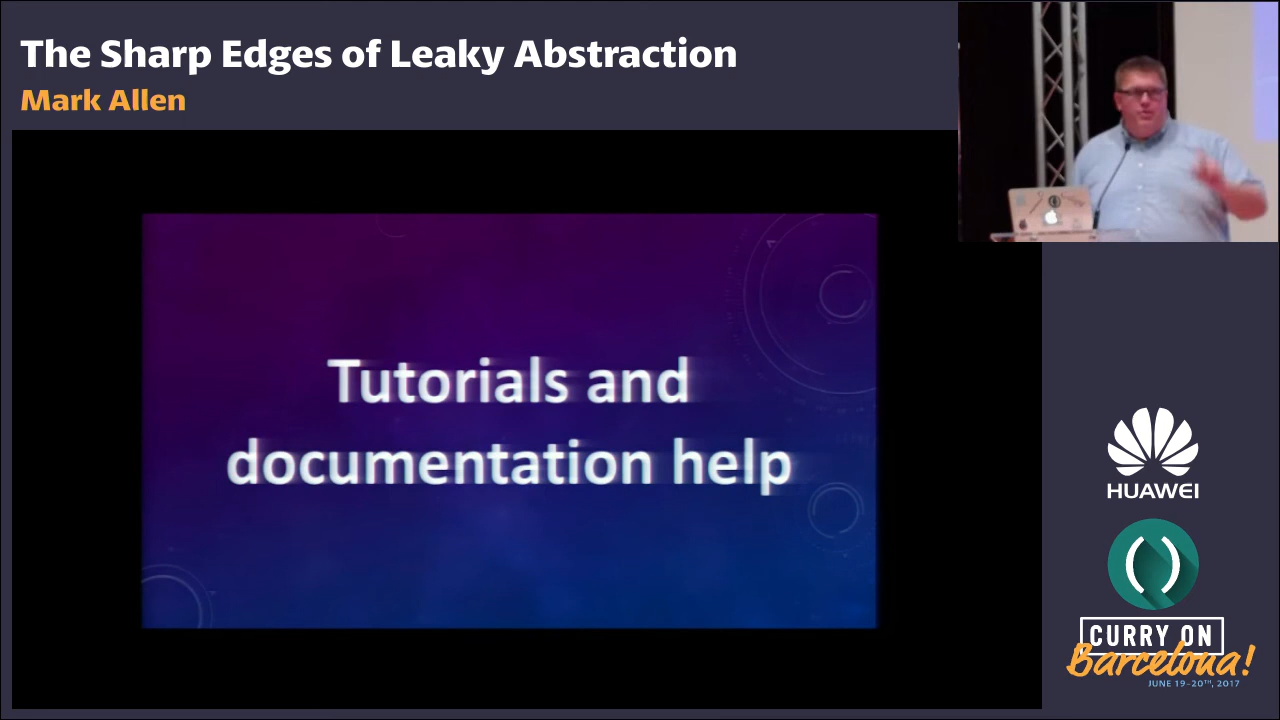 The Sharp Edges of Leaky Abstraction
Mark Allen
Tutorials and
documentation help
HUAWEI
()
CURRY ON
Barcelona!
JUNE 19-20TH, 2017